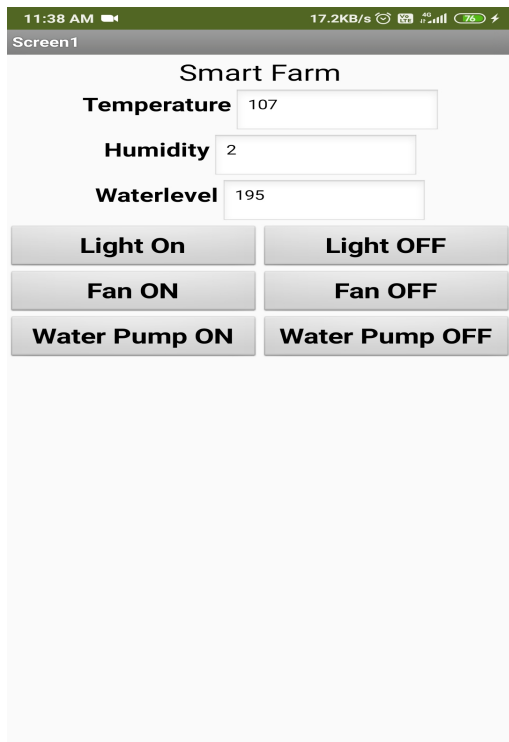 11:38 AM 17.2KB/s 4G 76
Screen1
Smart Farm
Temperature 107
Humidity 2
Waterlevel 195
Light On Light OFF
Fan ON Fan OFF
Water Pump ON Water Pump OFF